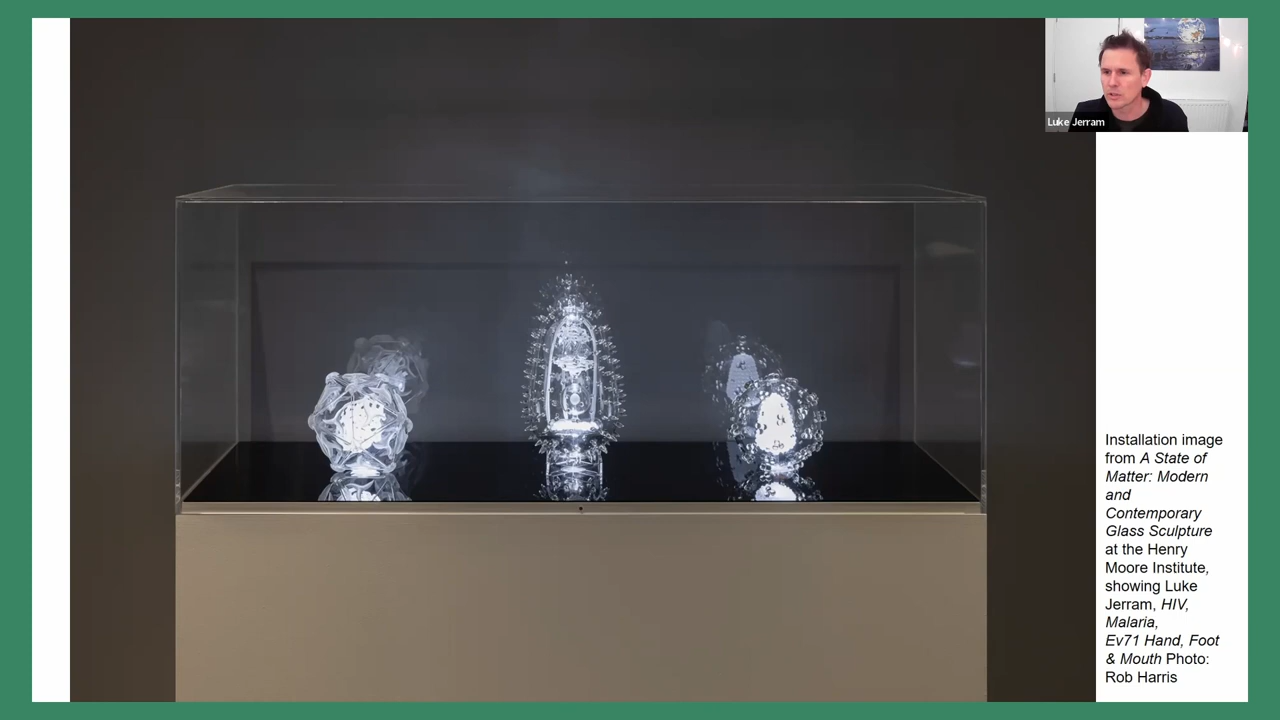 Luke Jerram
Installation image
from A State of
Matter: Modern
and
Contemporary
Glass Sculpture
at the Henry
Moore Institute,
showing Luke
Jerram, HIV,
Malaria,
Ev71 Hand, Foot
& Mouth Photo:
Rob Harris